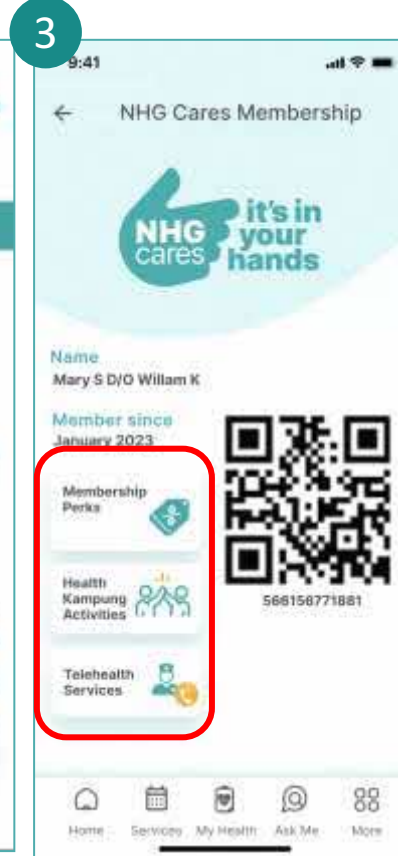 3
9:41
NHG Cares Membership
NHG
cares
it's in
your
hands
Name
Mary S D/O Willam K
Member since
January 2023
Membership
Perks
Health
Kampung
Activities
Telehealth
Services
566156771881
Home Services My Health Ask Me More